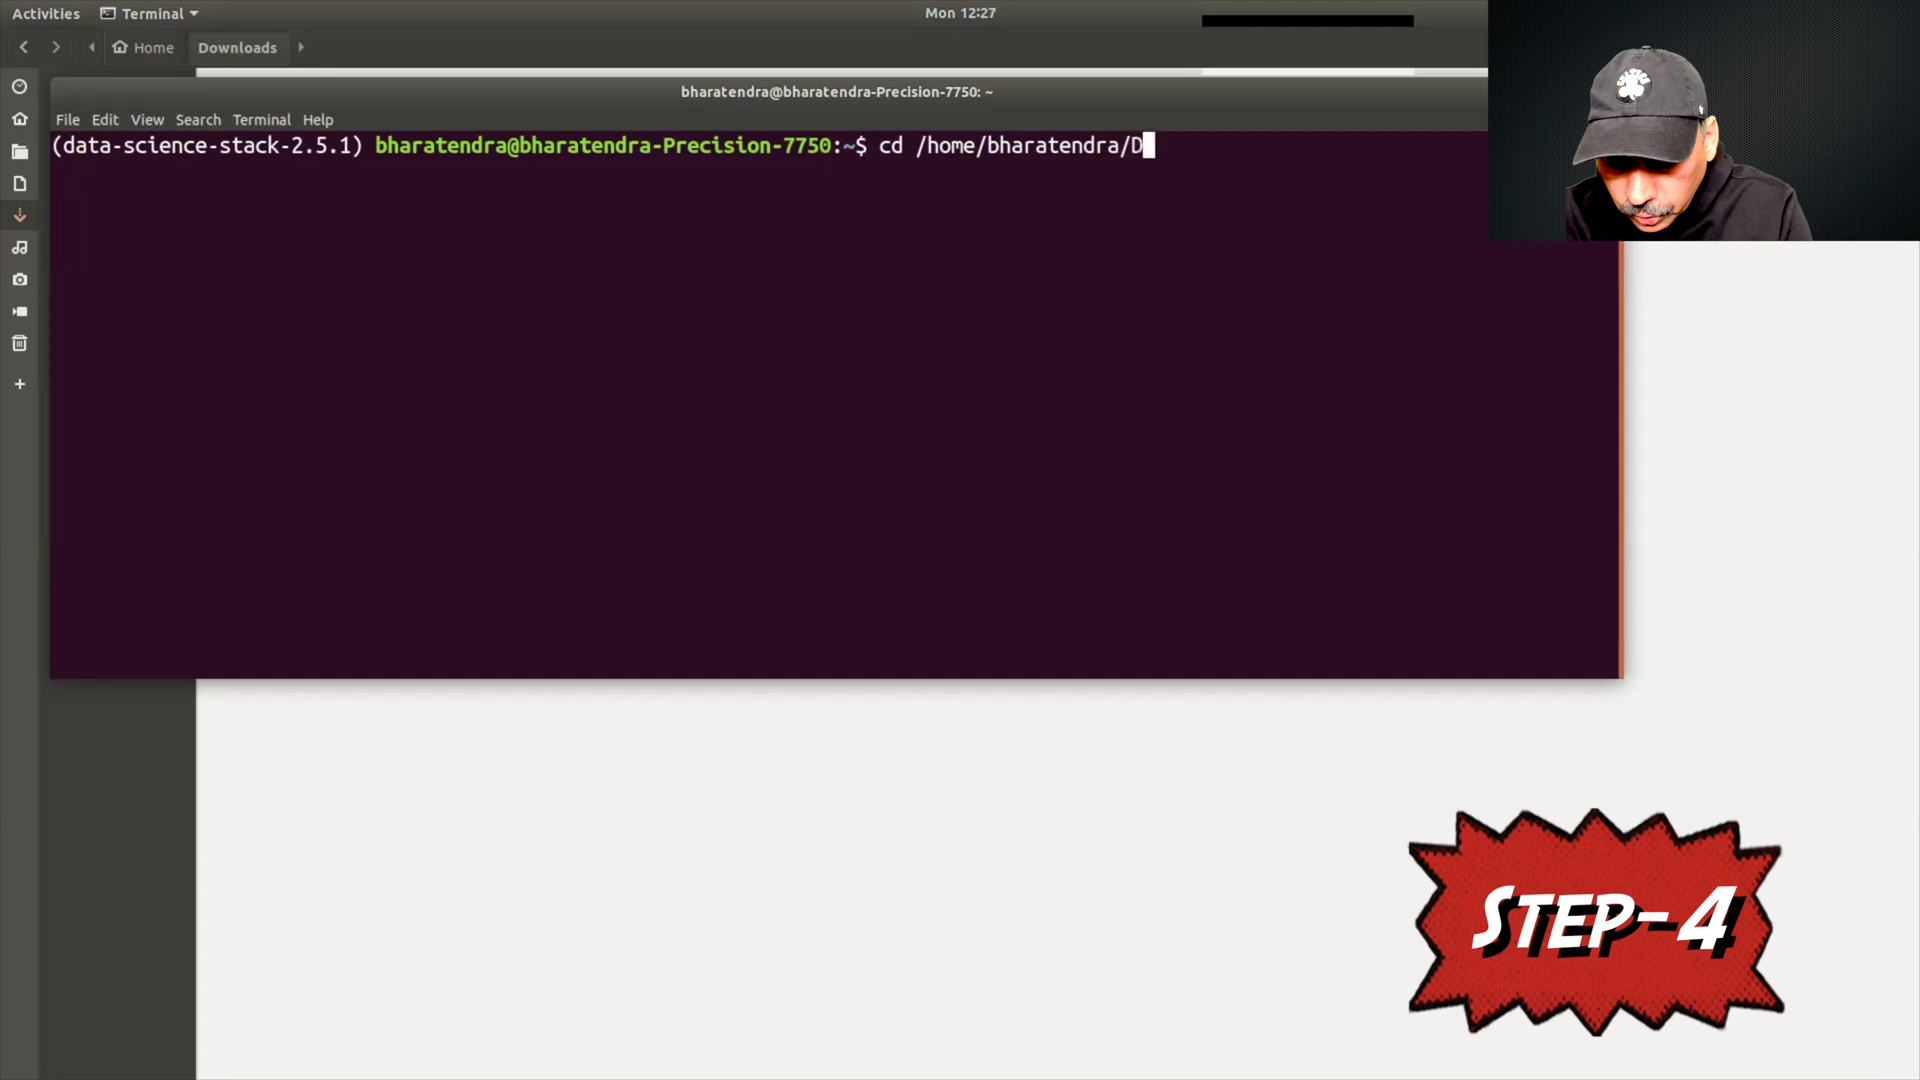 Activities Terminal Mon 12:27
Home Downloads
bharatendra@bharatendra-Precision-7750: ~
File Edit View Search Terminal Help
(data-science-stack-2.5.1) bharatendra@bharatendra-Precision-7750:~$ cd /home/bharatendra/D
STEP-4